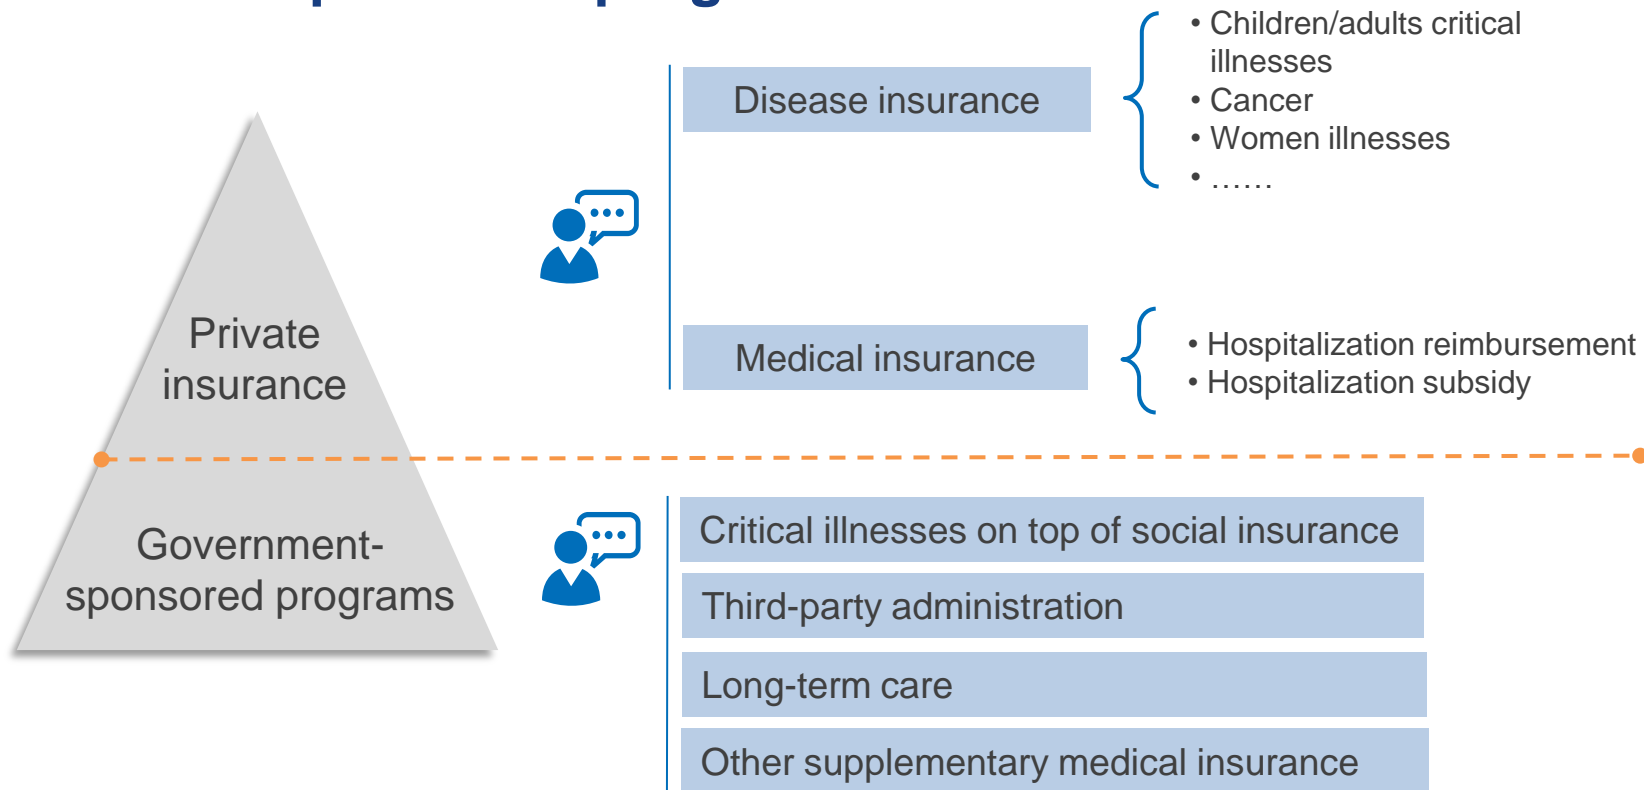 Disease insurance
• Children/adults critical
illnesses
• Cancer
• Women illnesses
• ……
Private
insurance
Medical insurance
• Hospitalization reimbursement
• Hospitalization subsidy
Government-
sponsored programs
Critical illnesses on top of social insurance
Third-party administration
Long-term care
Other supplementary medical insurance